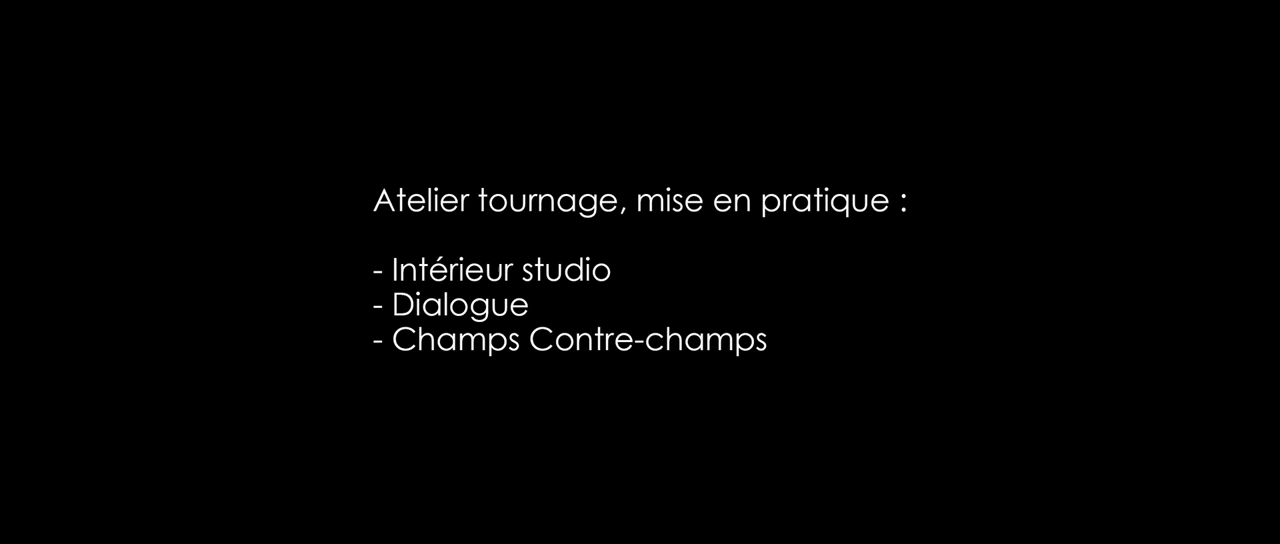 Atelier tournage, mise en pratique :
- Intérieur studio
- Dialogue
- Champs Contre-champs